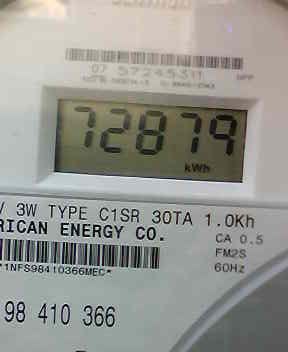 07 57245311
72879
kWh
V 3W TYPE C1SR 30TA 1.0Kh
RICAN ENERGY CO.
CA 0.5
FM2S
60Hz
*1NFS98410366MEC*
98 410 366